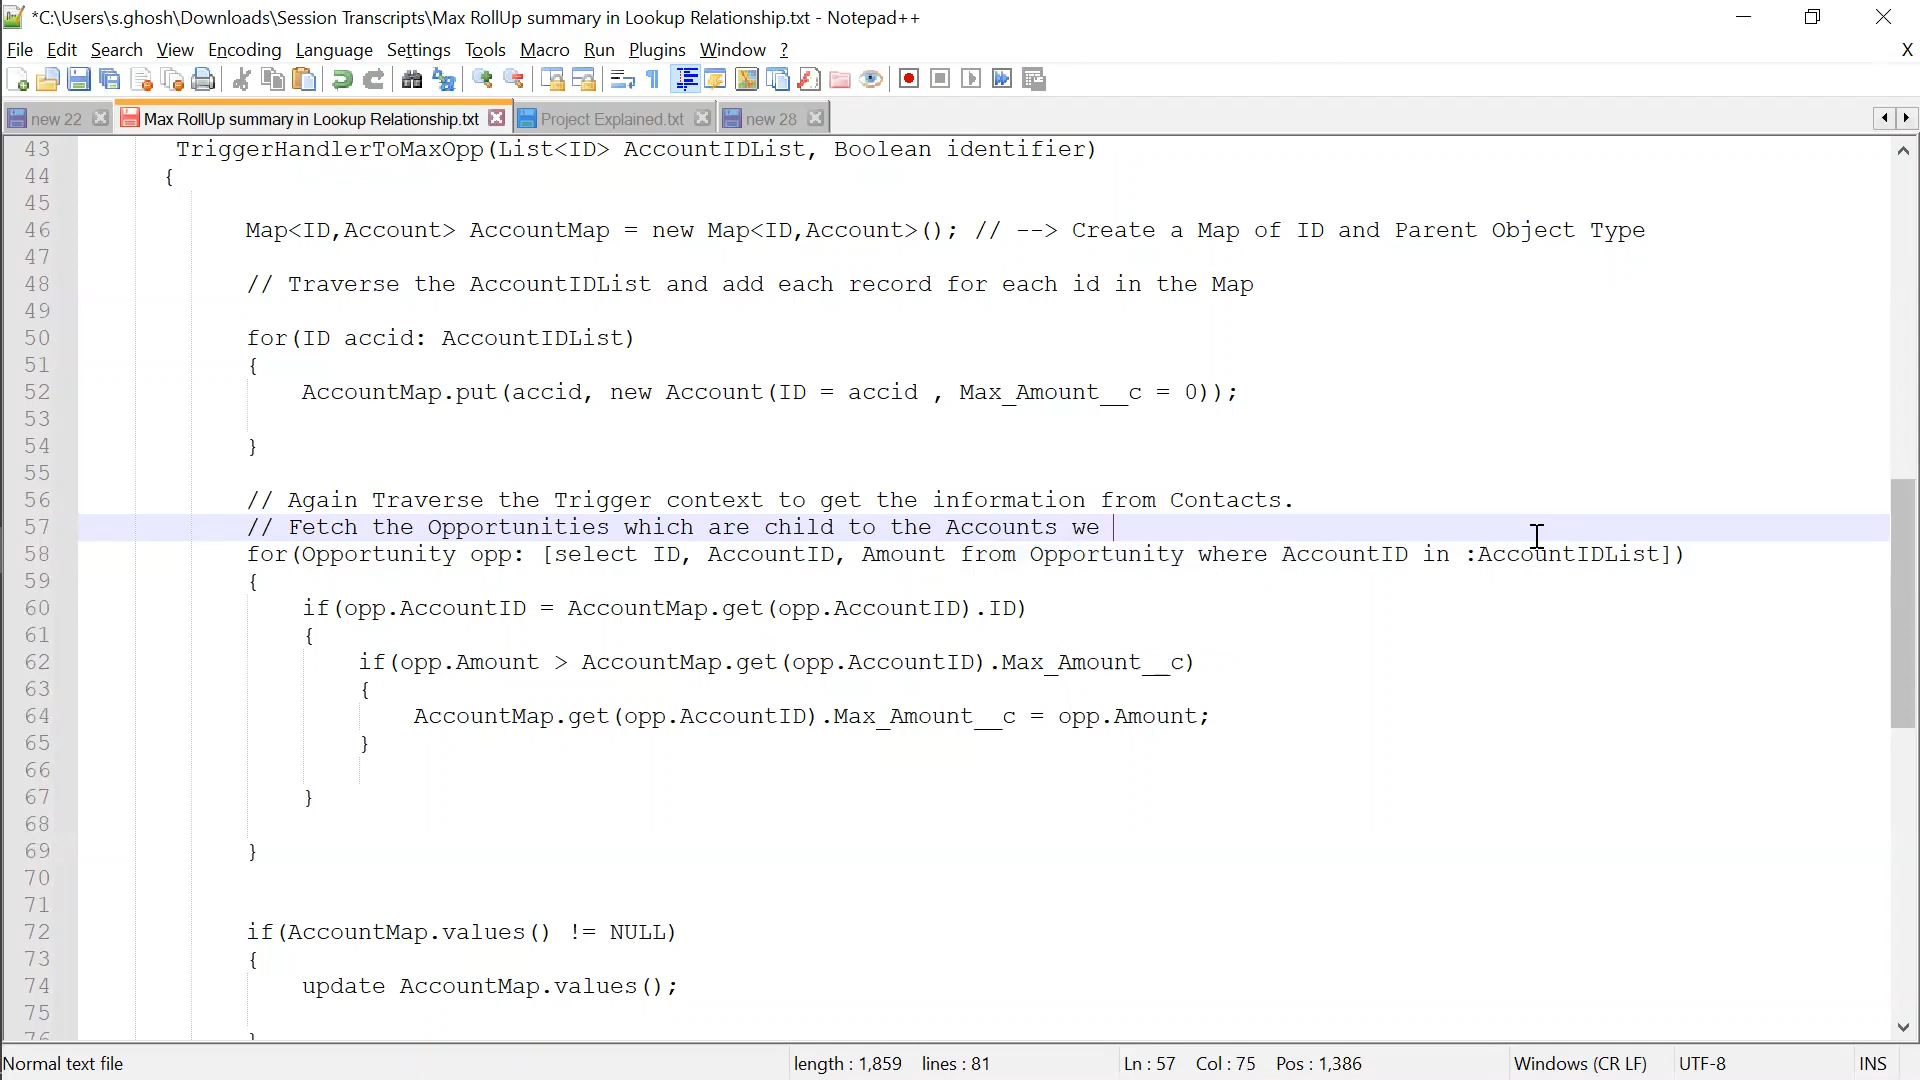 *C:\Users\s.ghosh\Downloads\Session Transcripts\Max RollUp summary in Lookup Relationship.txt - Notepad++
File Edit Search View Encoding Language Settings Tools Macro Run Plugins Window ? X
new 22 Max RollUp summary in Lookup Relationship.txt Project Explained.txt new 28
43 TriggerHandlerToMaxOpp(List<ID> AccountIDList, Boolean identifier)
44 {
45
46 Map<ID,Account> AccountMap = new Map<ID,Account>(); // --> Create a Map of ID and Parent Object Type
47
48 // Traverse the AccountIDList and add each record for each id in the Map
49
50 for(ID accid: AccountIDList)
51 {
52 AccountMap.put(accid, new Account(ID = accid , Max_Amount__c = 0));
53
54 }
55
56 // Again Traverse the Trigger context to get the information from Contacts.
57 // Fetch the Opportunities which are child to the Accounts we
58 for(Opportunity opp: [select ID, AccountID, Amount from Opportunity where AccountID in :AccountIDList])
59 {
60 if(opp.AccountID = AccountMap.get(opp.AccountID).ID)
61 {
62 if(opp.Amount > AccountMap.get(opp.AccountID).Max_Amount__c)
63 {
64 AccountMap.get(opp.AccountID).Max_Amount__c = opp.Amount;
65 }
66
67 }
68
69 }
70
71
72 if(AccountMap.values() != NULL)
73 {
74 update AccountMap.values();
75
76 }
Normal text file length : 1,859 lines : 81 Ln : 57 Col : 75 Pos : 1,386 Windows (CR LF) UTF-8 INS